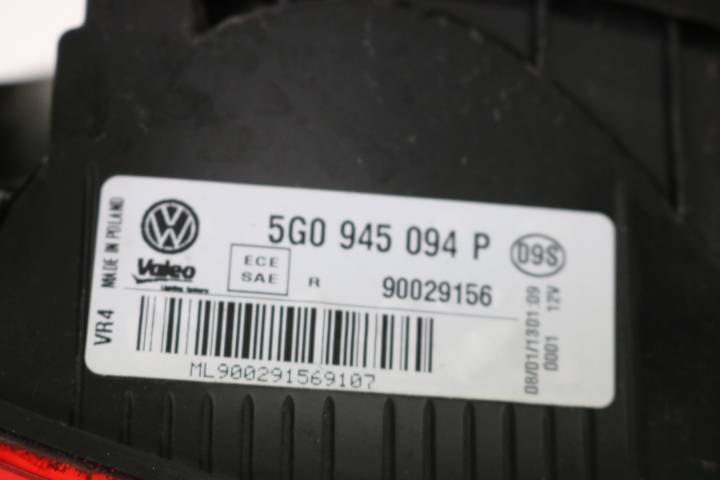 MADE IN POLAND
VW
5G0 945 094 P
D9S
Valeo
ECE
SAE
R
90029156
VR4
ML900291569107
08/01/1301:09
0001 12V